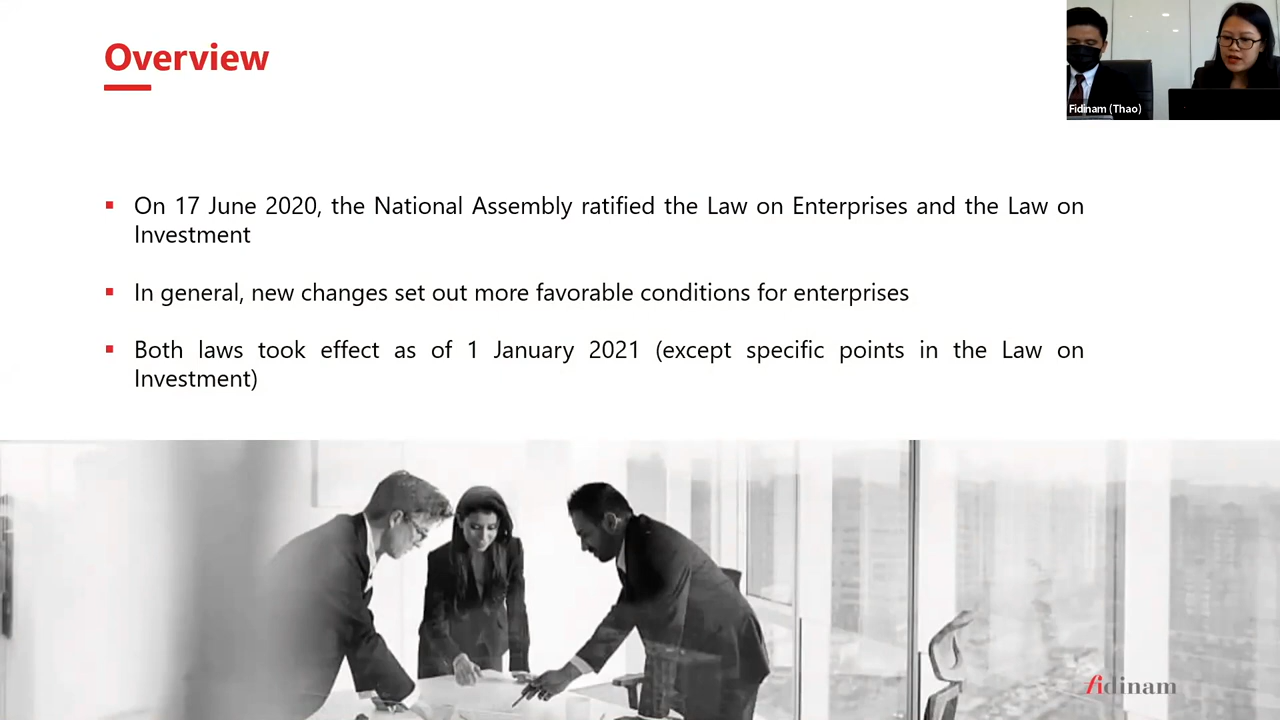 Overview
Fidinam (Thao)
▪ On 17 June 2020, the National Assembly ratified the Law on Enterprises and the Law on
Investment
▪ In general, new changes set out more favorable conditions for enterprises
▪ Both laws took effect as of 1 January 2021 (except specific points in the Law on
Investment)
fidinam